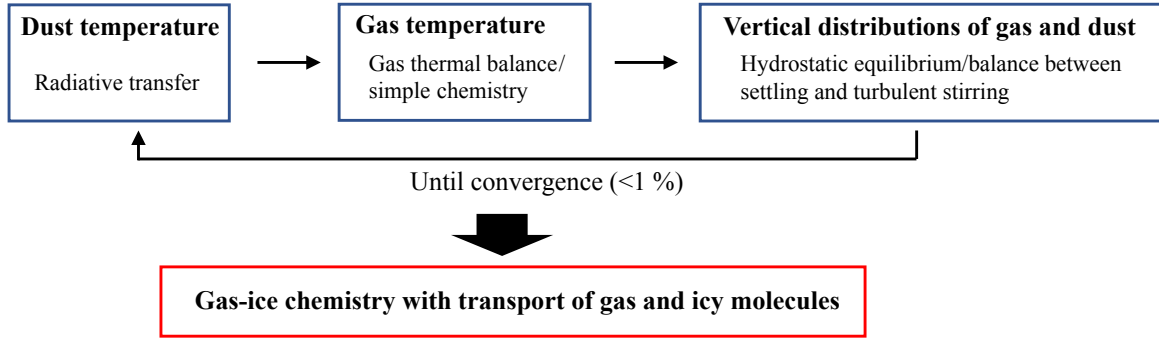 Dust temperature
Radiative transfer
Gas temperature
Gas thermal balance/
simple chemistry
Vertical distributions of gas and dust
Hydrostatic equilibrium/balance between
settling and turbulent stirring
Until convergence (<1 %)
Gas-ice chemistry with transport of gas and icy molecules